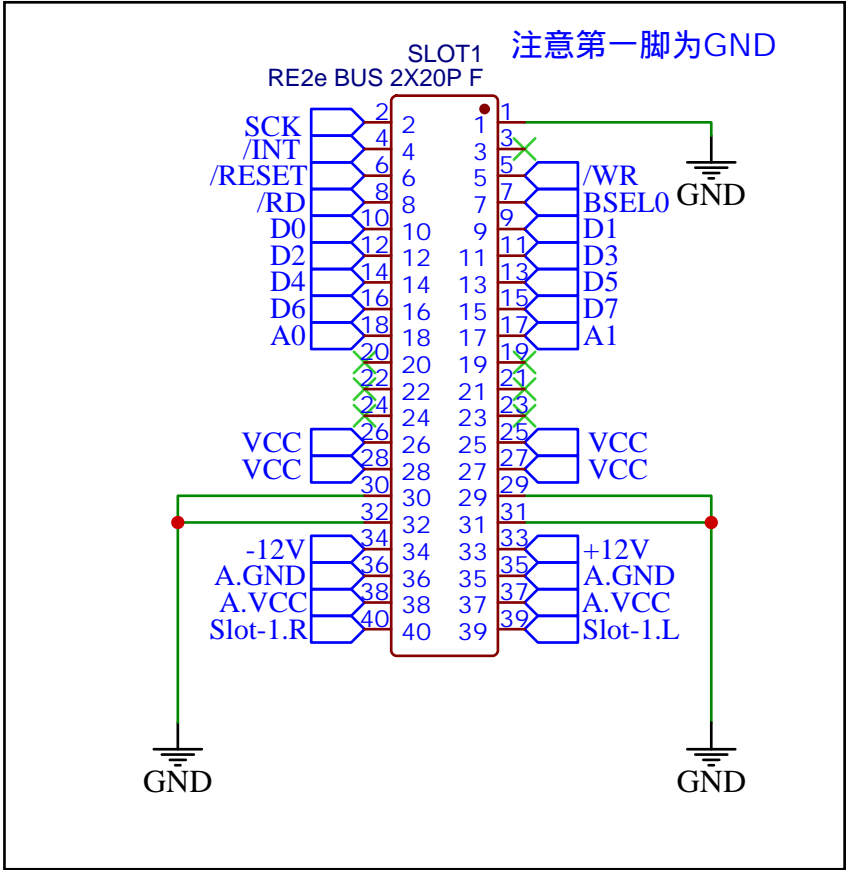 注意第一脚为GND
SLOT1
RE2e BUS 2X20P F
SCK 2 2 1 1
/INT 4 4 3 3
/RESET 6 6 5 5 /WR
/RD 8 8 7 7 BSEL0 GND
D0 10 10 9 9 D1
D2 12 12 11 11 D3
D4 14 14 13 13 D5
D6 16 16 15 15 D7
A0 18 18 17 17 A1
20 20 19 19
22 22 21 21
24 24 23 23
VCC 26 26 25 25 VCC
VCC 28 28 27 27 VCC
30 30 29 29
32 32 31 31
-12V 34 34 33 33 +12V
A.GND 36 36 35 35 A.GND
A.VCC 38 38 37 37 A.VCC
Slot-1.R 40 40 39 39 Slot-1.L
GND GND